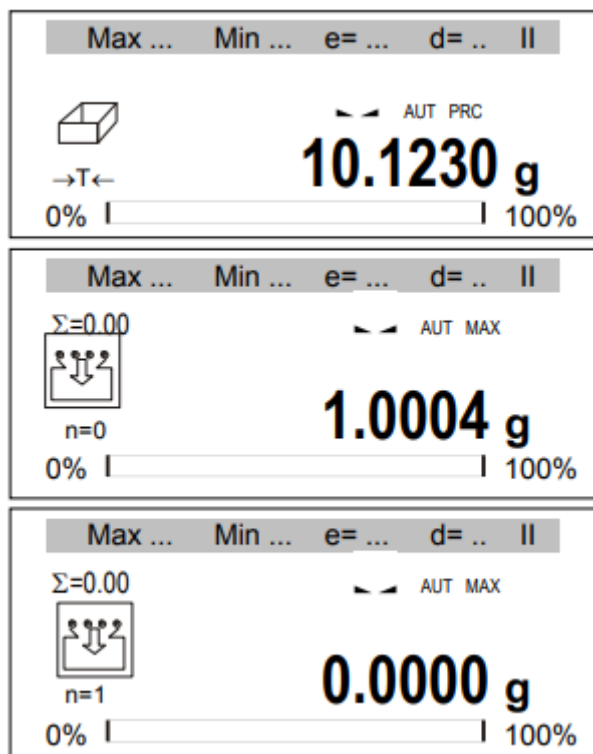 Max ... Min ... e= ... d= .. II
AUT PRC
10.1230 g
→T←
0% 100%
Max ... Min ... e= ... d= .. II
Σ=0.00 AUT MAX
1.0004 g
n=0
0% 100%
Max ... Min ... e= ... d= .. II
Σ=0.00 AUT MAX
0.0000 g
n=1
0% 100%